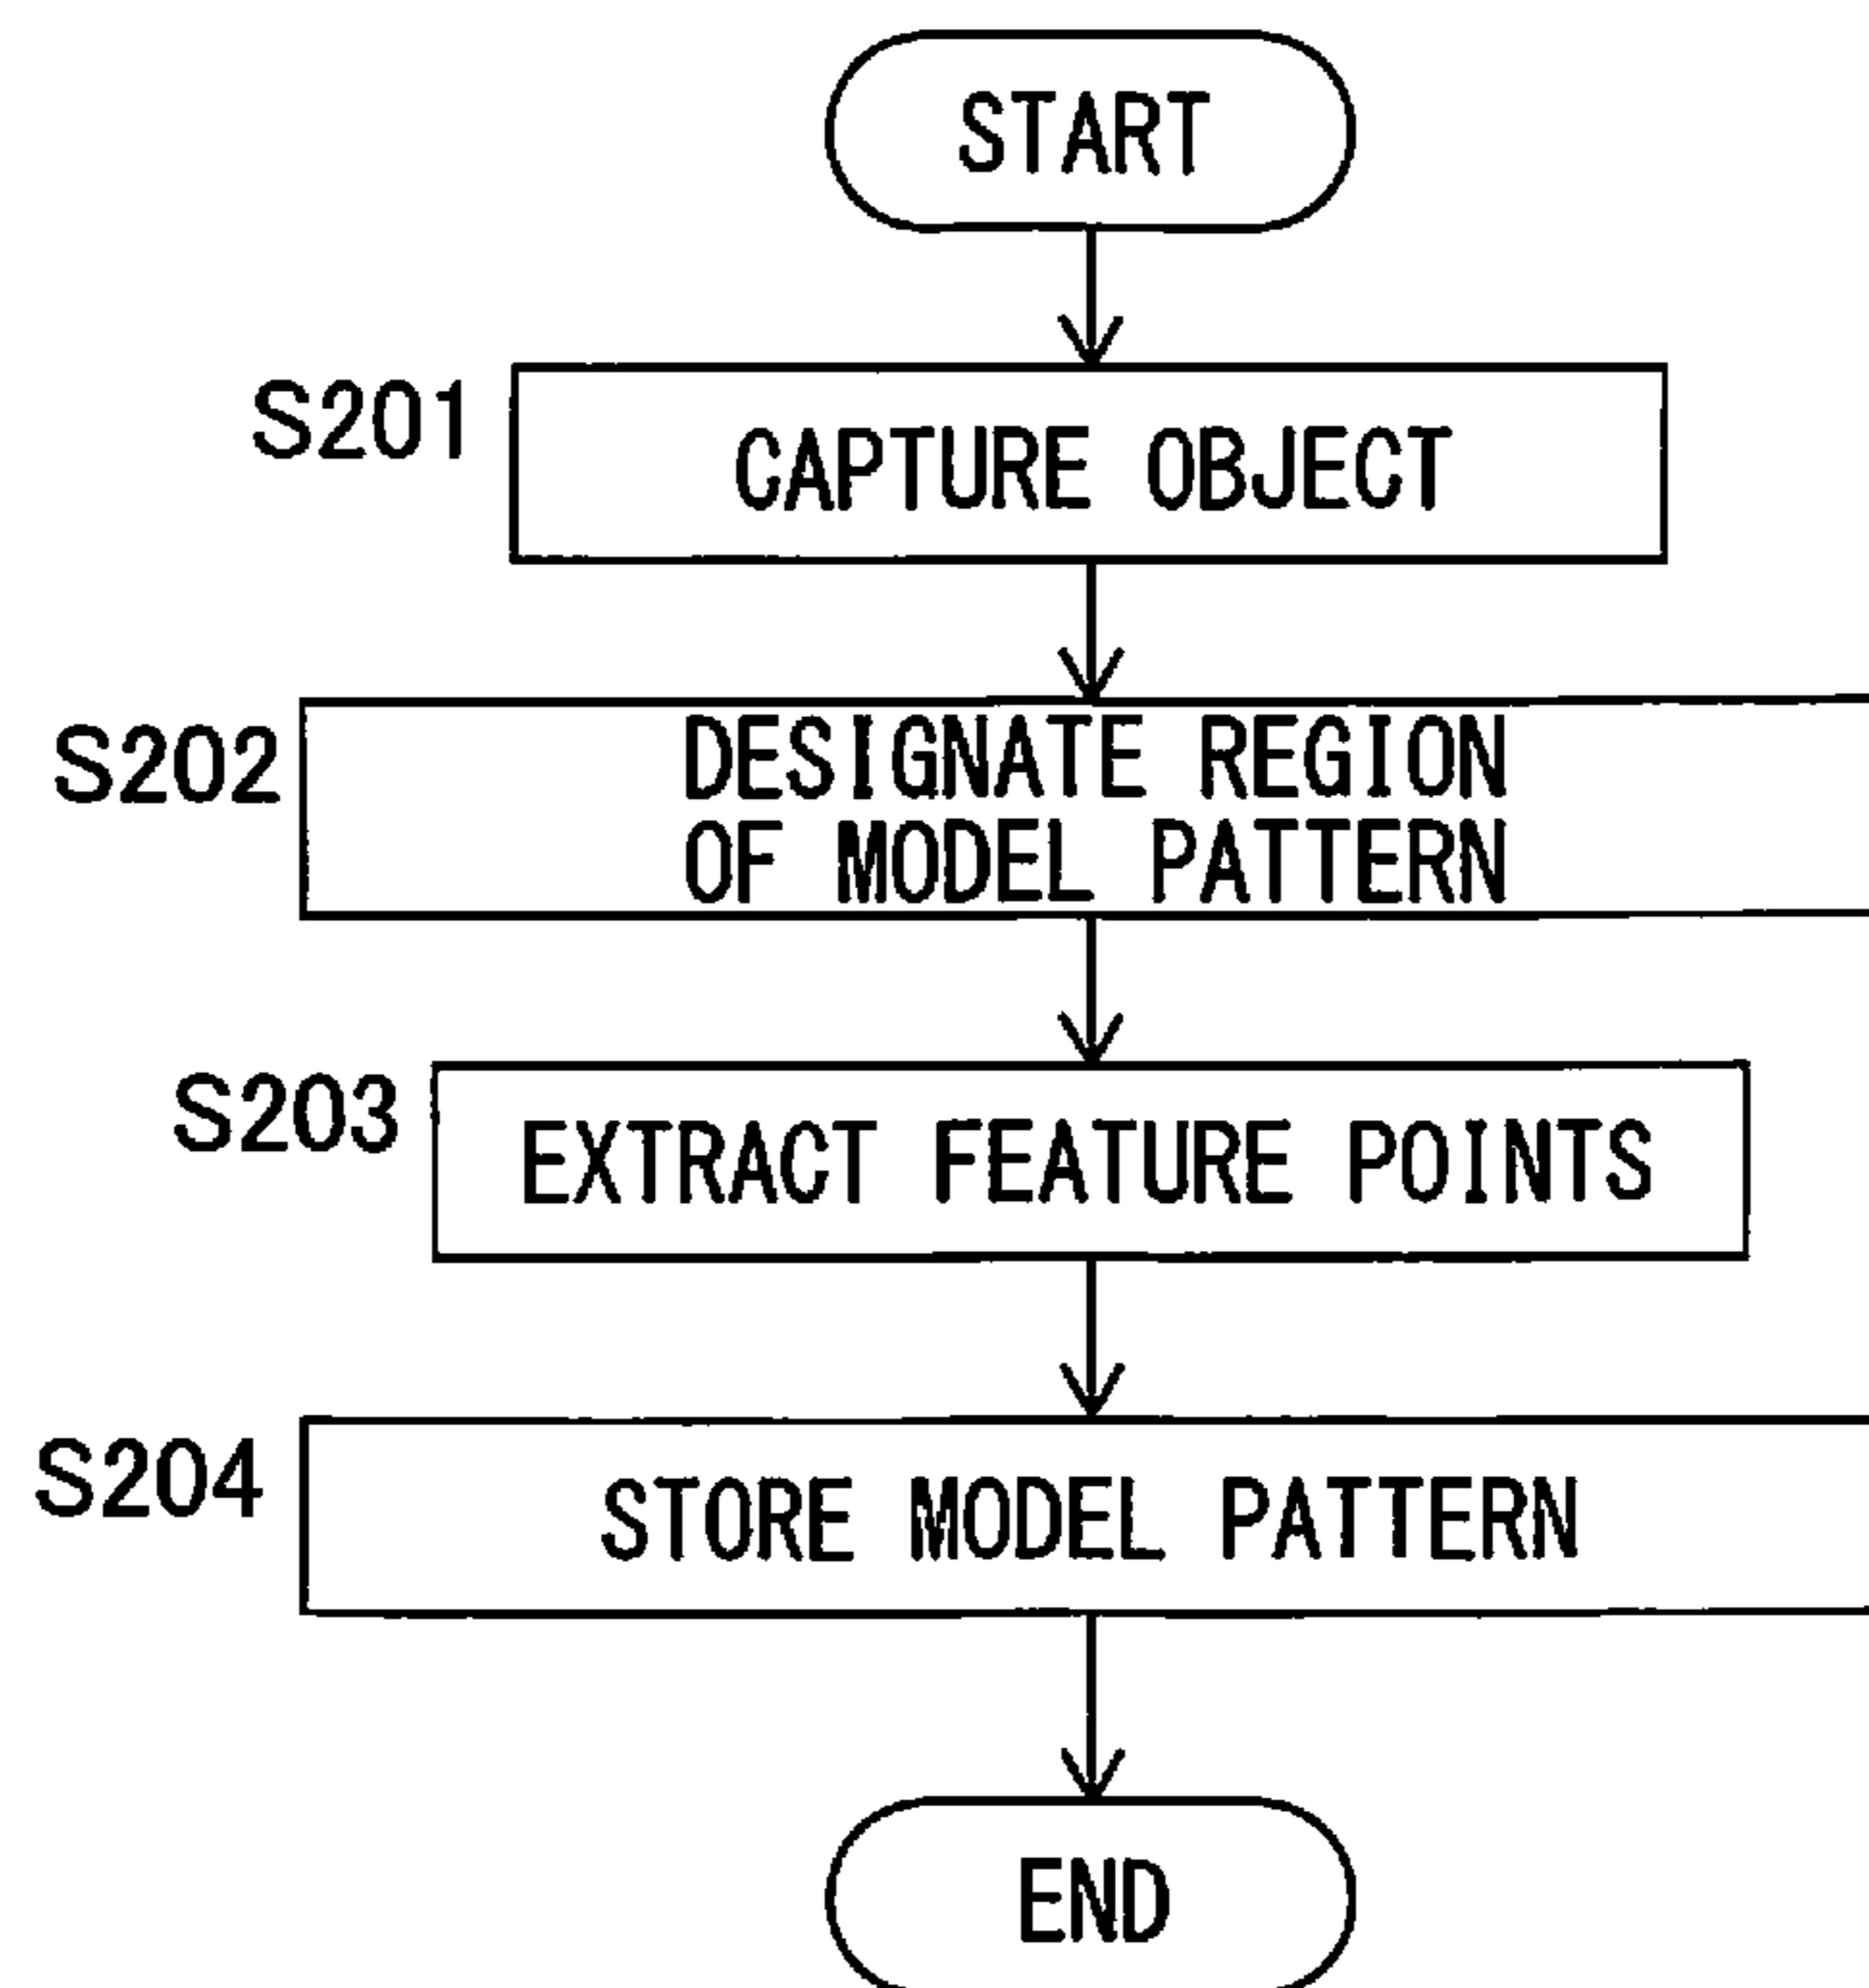 START
S201
CAPTURE OBJECT
S202
DESIGNATE REGION
OF MODEL PATTERN
S203
EXTRACT FEATURE POINTS
S204
STORE MODEL PATTERN
END